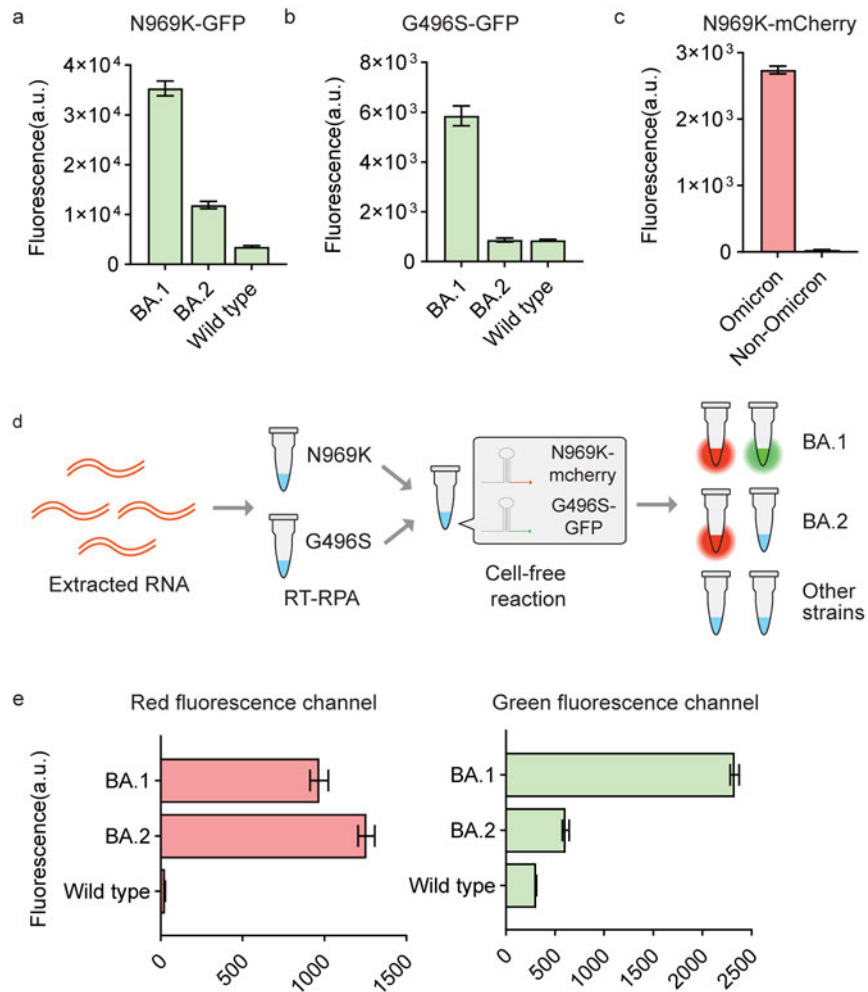 a
N969K-GFP
Fluorescence(a.u.)
4×10⁴
3×10⁴
2×10⁴
1×10⁴
0
BA.1
BA.2
Wild type
b
G496S-GFP
Fluorescence(a.u.)
8×10³
6×10³
4×10³
2×10³
0
BA.1
BA.2
Wild type
c
N969K-mCherry
Fluorescence(a.u.)
3×10³
2×10³
1×10³
0
Omicron
Non-Omicron
d
Extracted RNA
N969K
G496S
RT-RPA
N969K-
mcherry
G496S-
GFP
Cell-free
reaction
BA.1
BA.2
Other
strains
e
Red fluorescence channel
Fluorescence(a.u.)
BA.1
BA.2
Wild type
0
500
1000
1500
Green fluorescence channel
BA.1
BA.2
Wild type
0
500
1000
1500
2000
2500